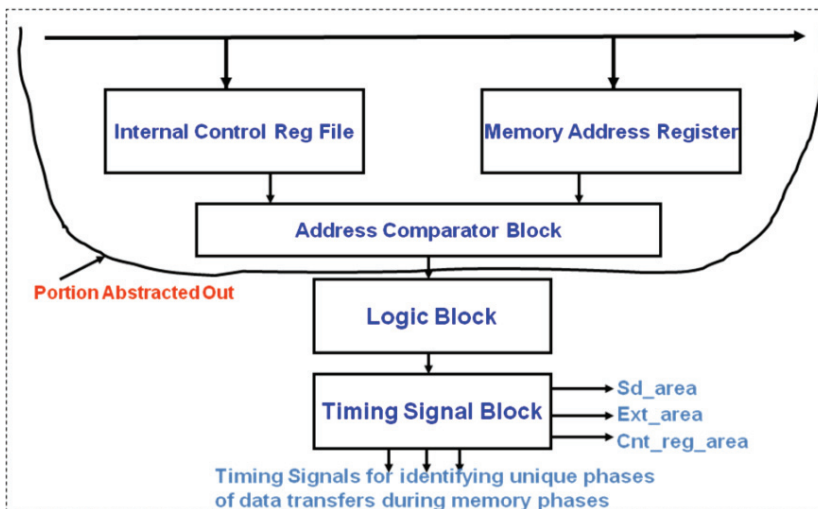 Internal Control Reg File
Memory Address Register
Address Comparator Block
Portion Abstracted Out
Logic Block
Timing Signal Block
Sd_area
Ext_area
Cnt_reg_area
Timing Signals for identifying unique phases
of data transfers during memory phases